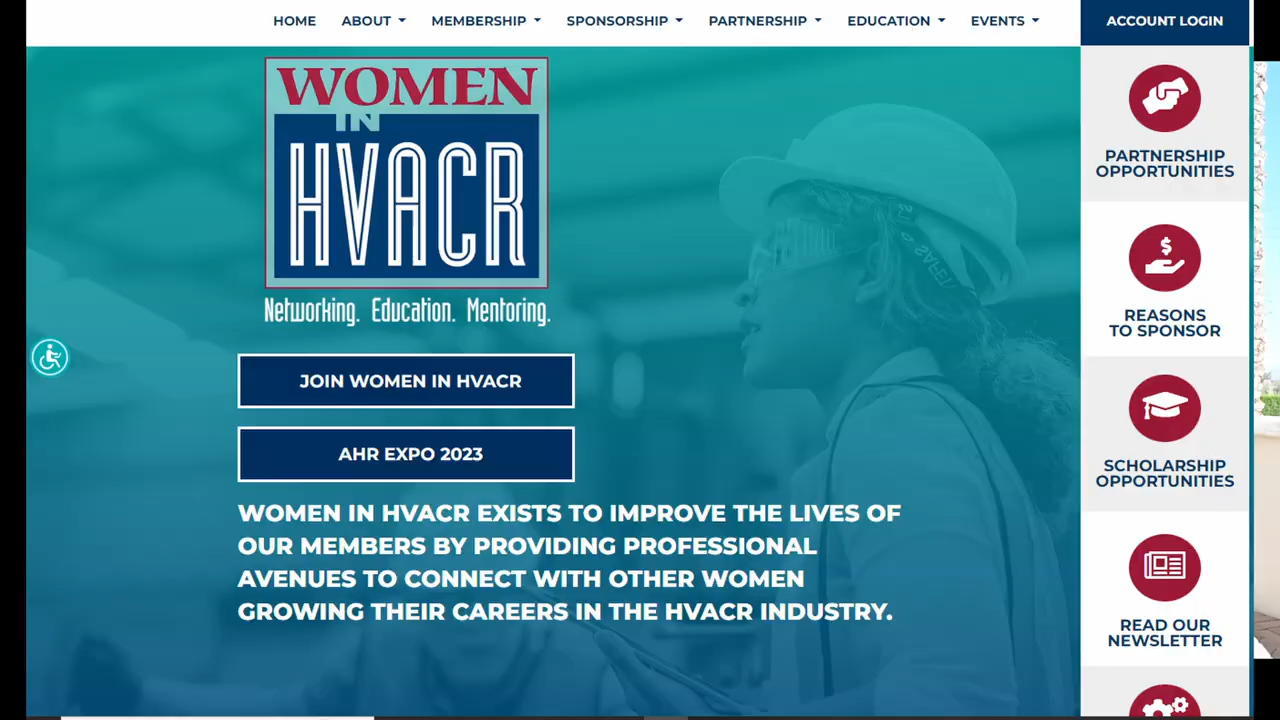 HOME
ABOUT
MEMBERSHIP
SPONSORSHIP
PARTNERSHIP
EDUCATION
EVENTS
ACCOUNT LOGIN
WOMEN
IN
HVACR
Networking. Education. Mentoring.
JOIN WOMEN IN HVACR
AHR EXPO 2023
WOMEN IN HVACR EXISTS TO IMPROVE THE LIVES OF
OUR MEMBERS BY PROVIDING PROFESSIONAL
AVENUES TO CONNECT WITH OTHER WOMEN
GROWING THEIR CAREERS IN THE HVACR INDUSTRY.
PARTNERSHIP
OPPORTUNITIES
REASONS
TO SPONSOR
SCHOLARSHIP
OPPORTUNITIES
READ OUR
NEWSLETTER